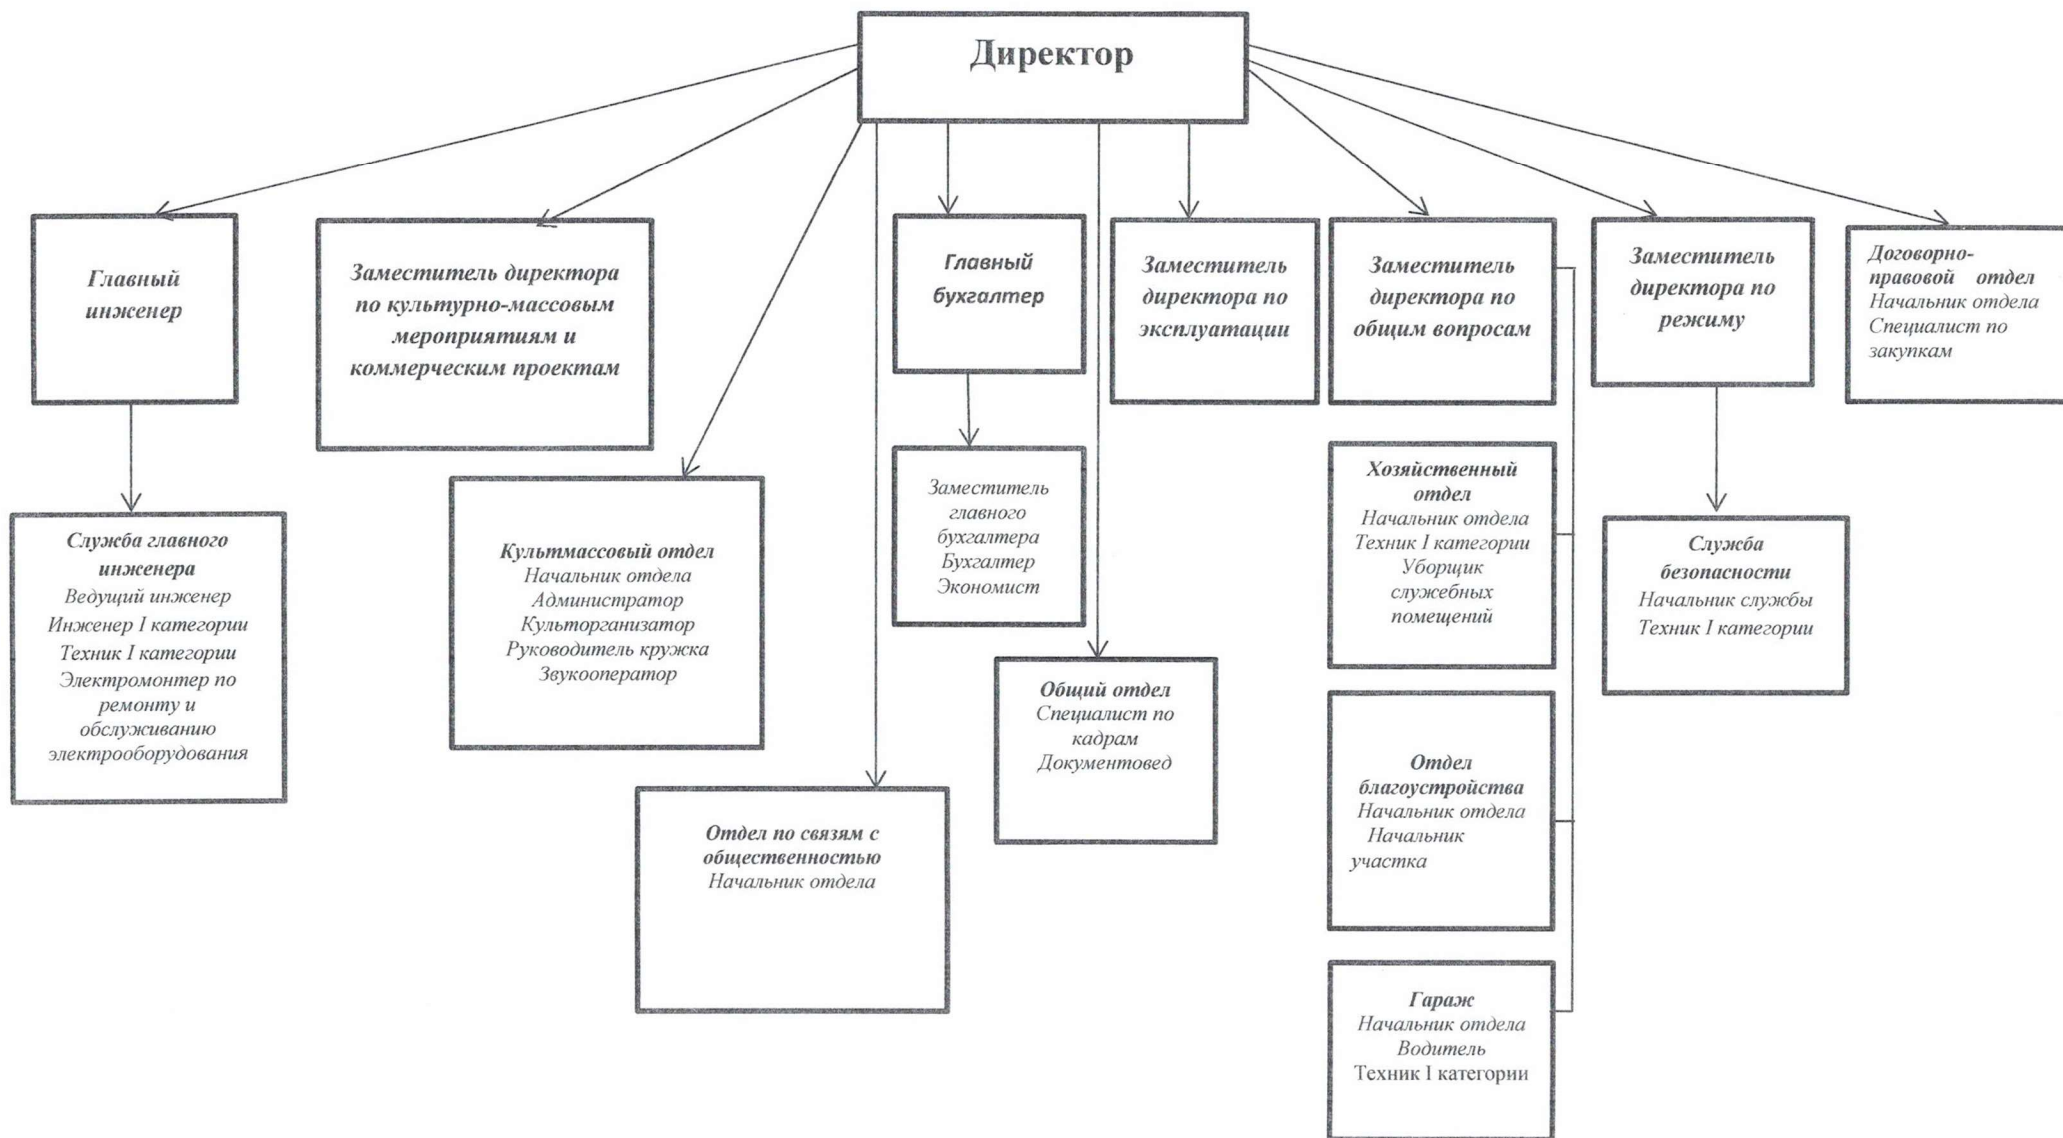 Директор
Главный
инженер
Заместитель директора
по культурно-массовым
мероприятиям и
коммерческим проектам
Главный
бухгалтер
Заместитель
директора по
эксплуатации
Заместитель
директора по
общим вопросам
Заместитель
директора по
режиму
Договорно-
правовой отдел
Начальник отдела
Специалист по
закупкам
Служба главного
инженера
Ведущий инженер
Инженер I категории
Техник I категории
Электромонтер по
ремонту и
обслуживанию
электрооборудования
Культмассовый отдел
Начальник отдела
Администратор
Культорганизатор
Руководитель кружка
Звукооператор
Отдел по связям с
общественностью
Начальник отдела
Заместитель
главного
бухгалтера
Бухгалтер
Экономист
Общий отдел
Специалист по
кадрам
Документовед
Хозяйственный
отдел
Начальник отдела
Техник I категории
Уборщик
служебных
помещений
Отдел
благоустройства
Начальник отдела
Начальник
участка
Гараж
Начальник отдела
Водитель
Техник I категории
Служба
безопасности
Начальник службы
Техник I категории